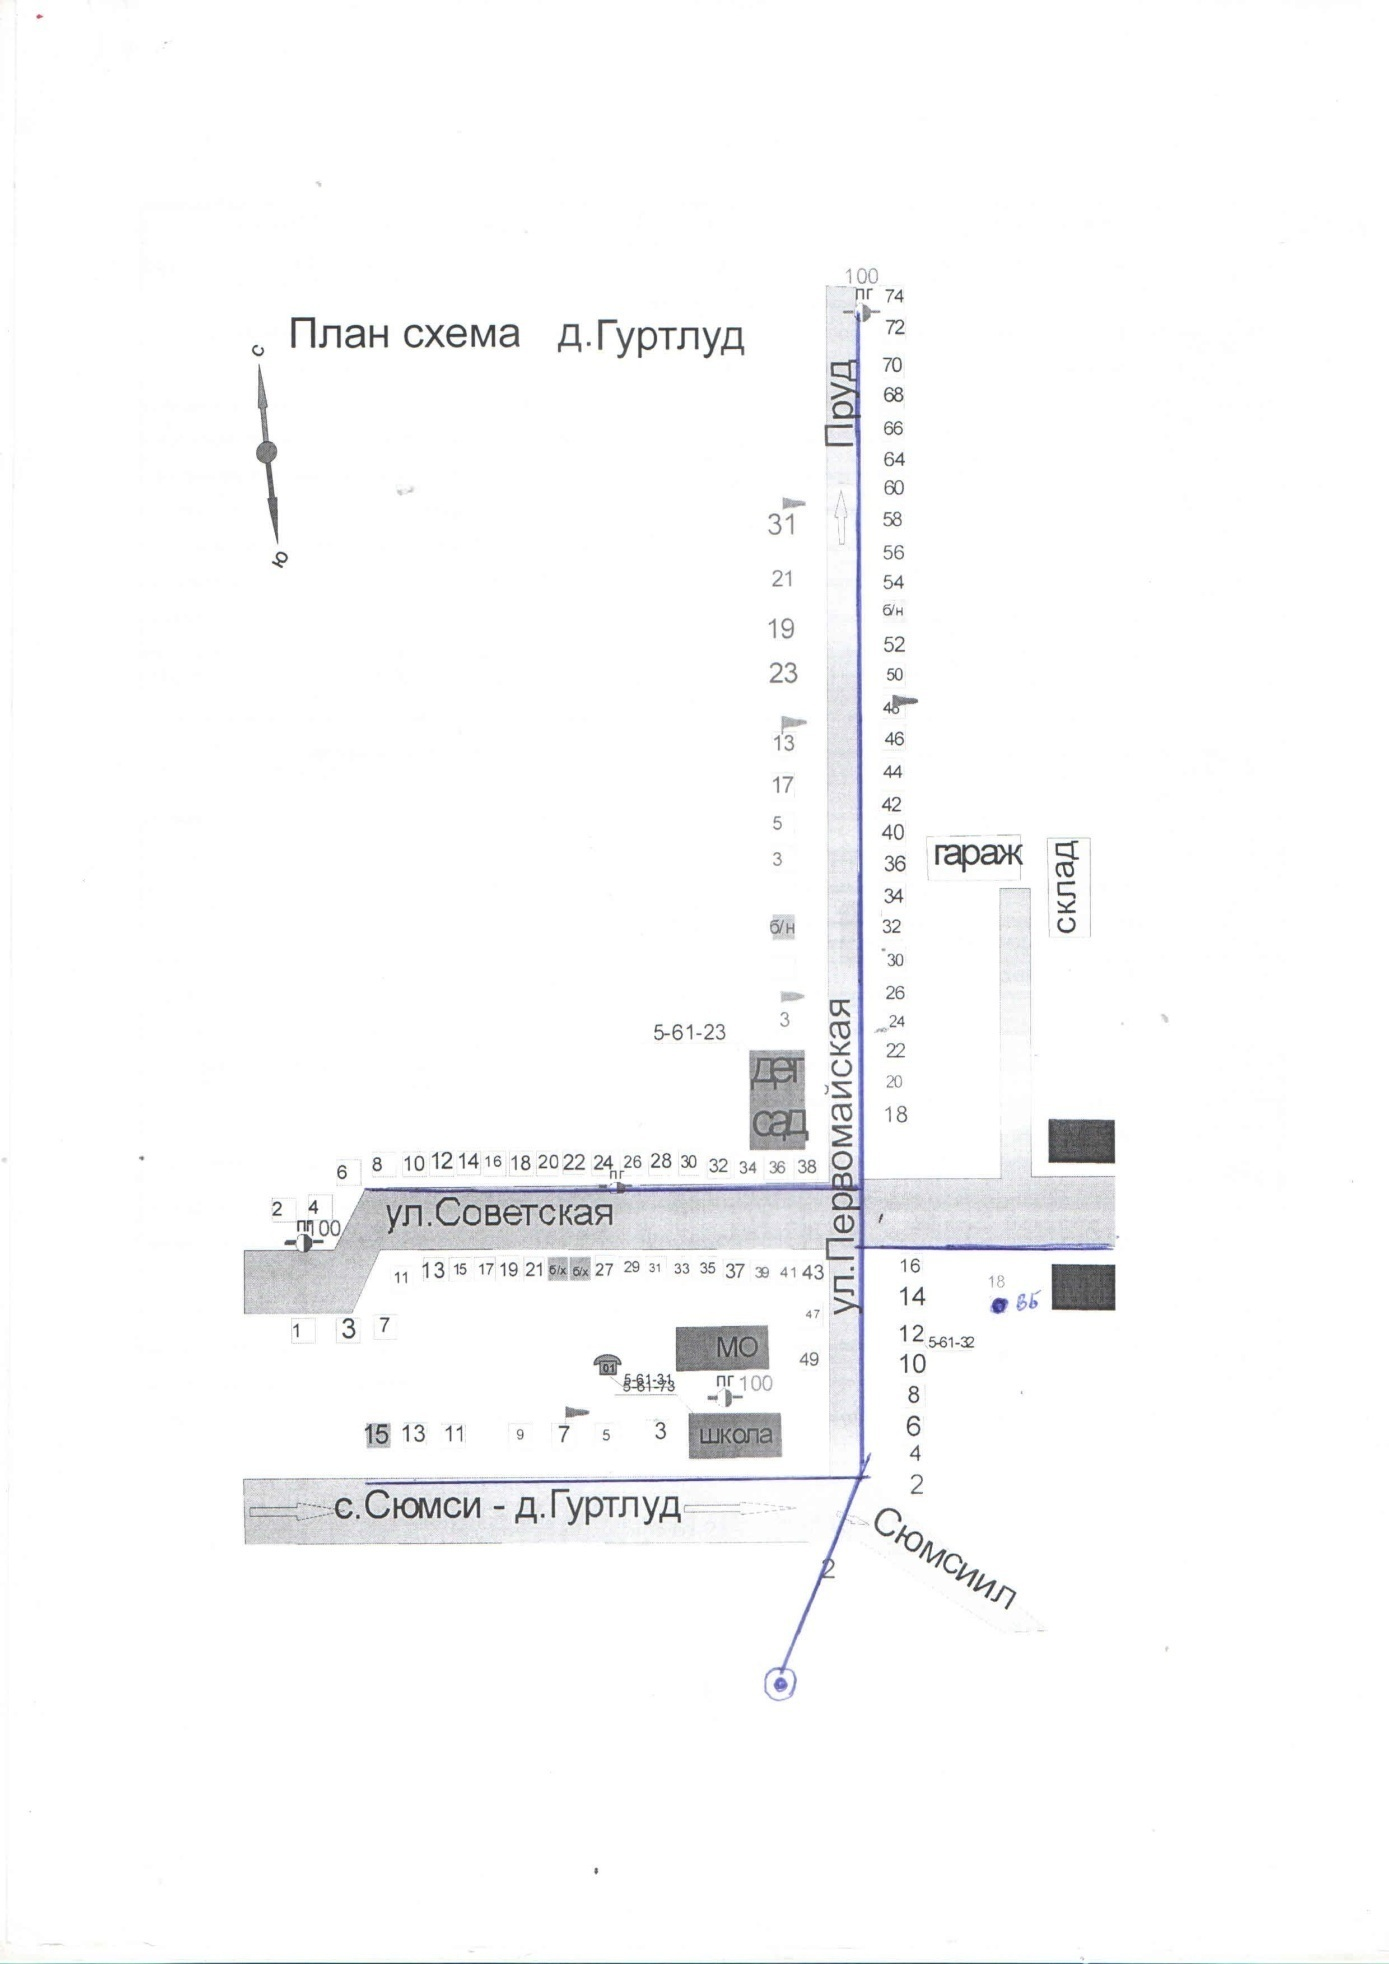 100
пг 74
План схема д.Гуртлуд
с
ю
72
70
68
66
64
60
58
56
54
б/н
52
50
48
46
44
42
40
36
34
32
30
26
24
22
20
18
Пруд
31
21
19
23
13
17
5
3
б/н
3
гараж
склад
5-61-23
дет
сад
ул.Первомайская
6 8 10 12 14 16 18 20 22 24 26 28 30 32 34 36 38
пг
2 4
пг 100
ул.Советская
11 13 15 17 19 21 б/х б/х 27 29 31 33 35 37 39 41 43
1 3 7
47
49
16
14
12 5-61-32
10
8
6
4
2
18
ВБ
МО
01
5-61-31
5-61-73
пг 100
15 13 11 9 7 5 3 школа
с.Сюмси - д.Гуртлуд
Сюмсиил
2